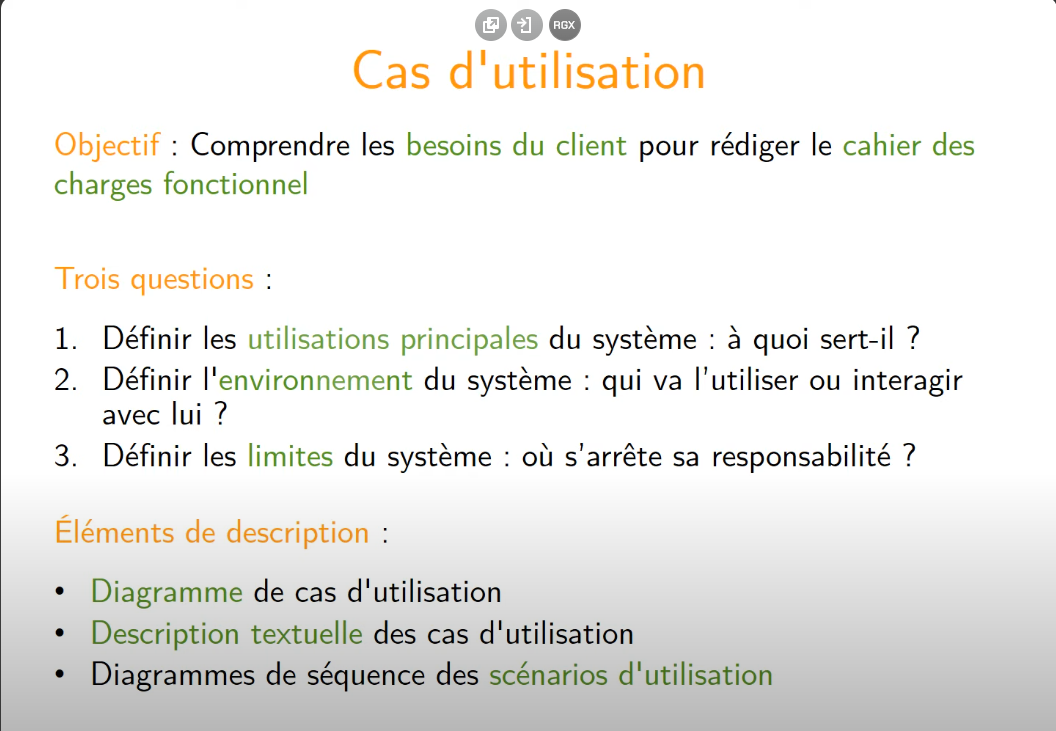 RGX
Cas d'utilisation
Objectif : Comprendre les besoins du client pour rédiger le cahier des
charges fonctionnel
Trois questions :
1. Définir les utilisations principales du système : à quoi sert-il ?
2. Définir l'environnement du système : qui va l'utiliser ou interagir
avec lui ?
3. Définir les limites du système : où s'arrête sa responsabilité ?
Éléments de description :
• Diagramme de cas d'utilisation
• Description textuelle des cas d'utilisation
• Diagrammes de séquence des scénarios d'utilisation